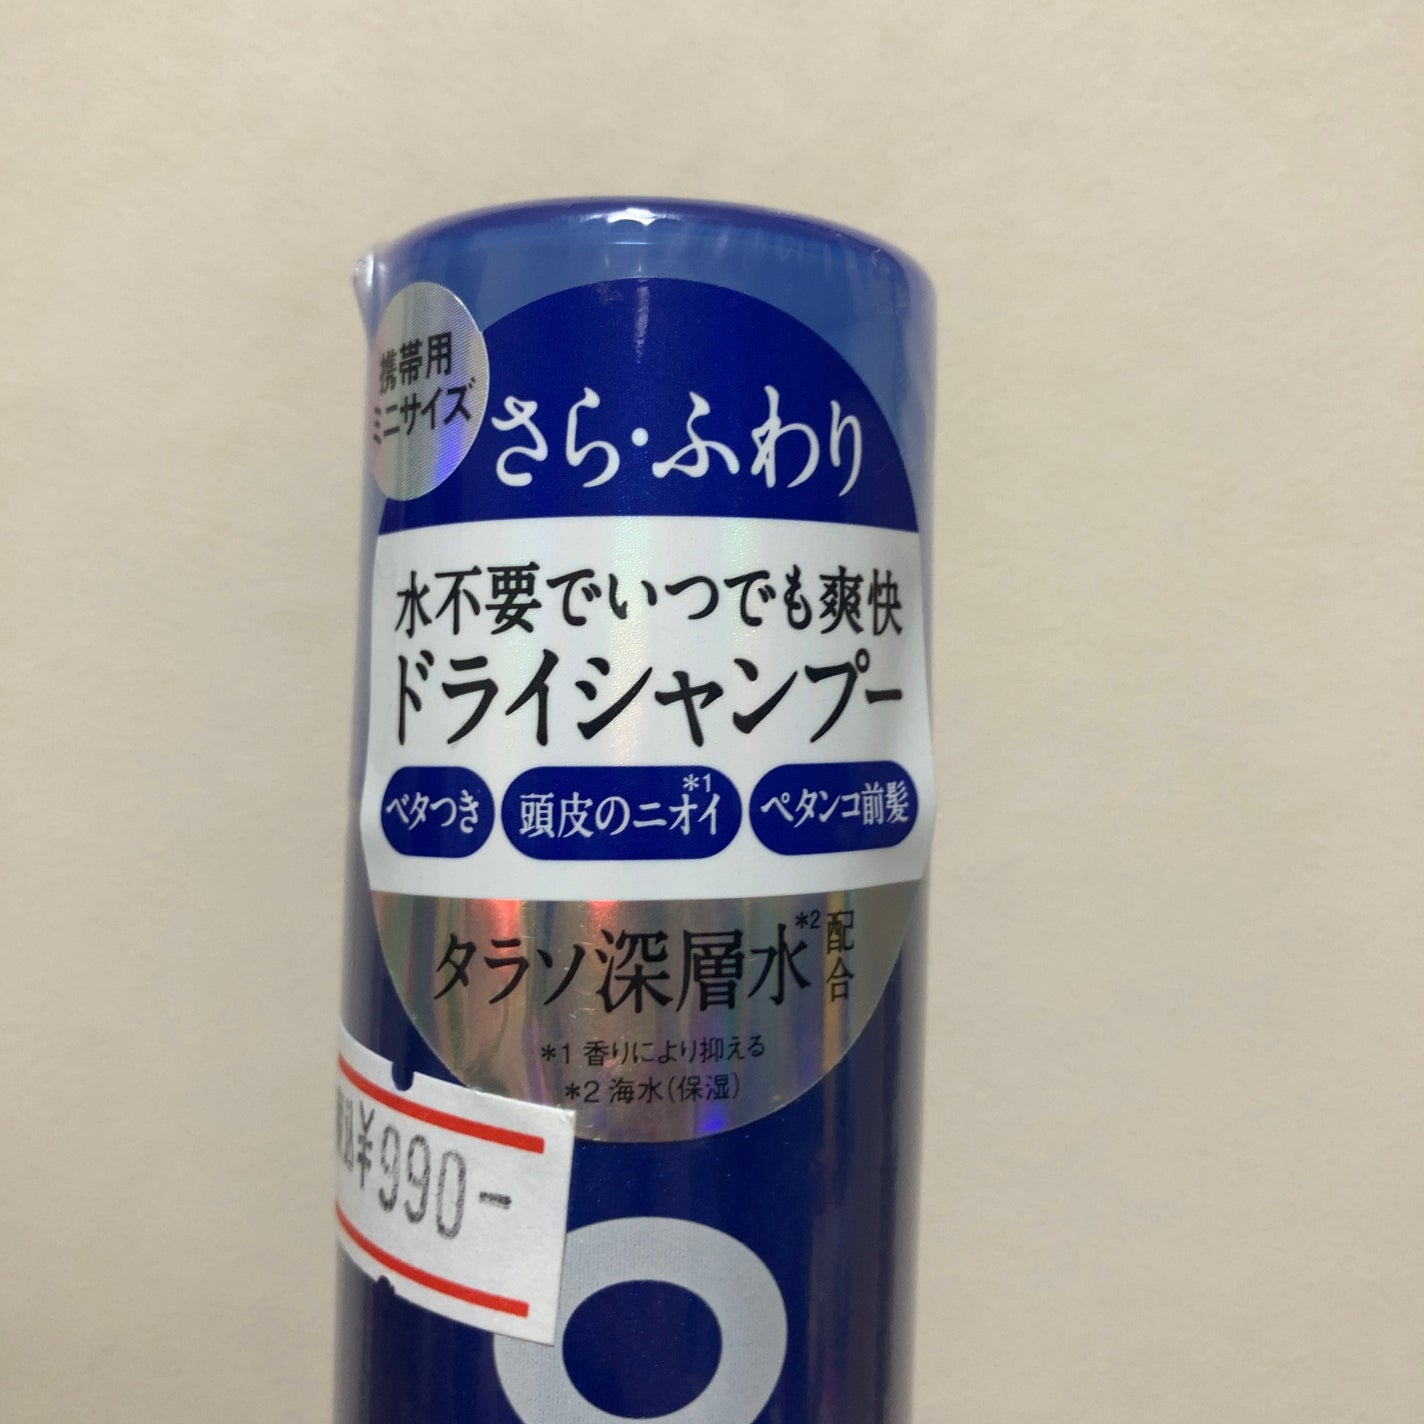 携帯用
ミニサイズ
さら・ふわり
水不要でいつでも爽快
ドライシャンプー
ベタつき 頭皮のニオイ*1 ペタンコ前髪
タラソ深層水*2配合
*1 香りにより抑える
*2 海水(保湿)
税込¥990-